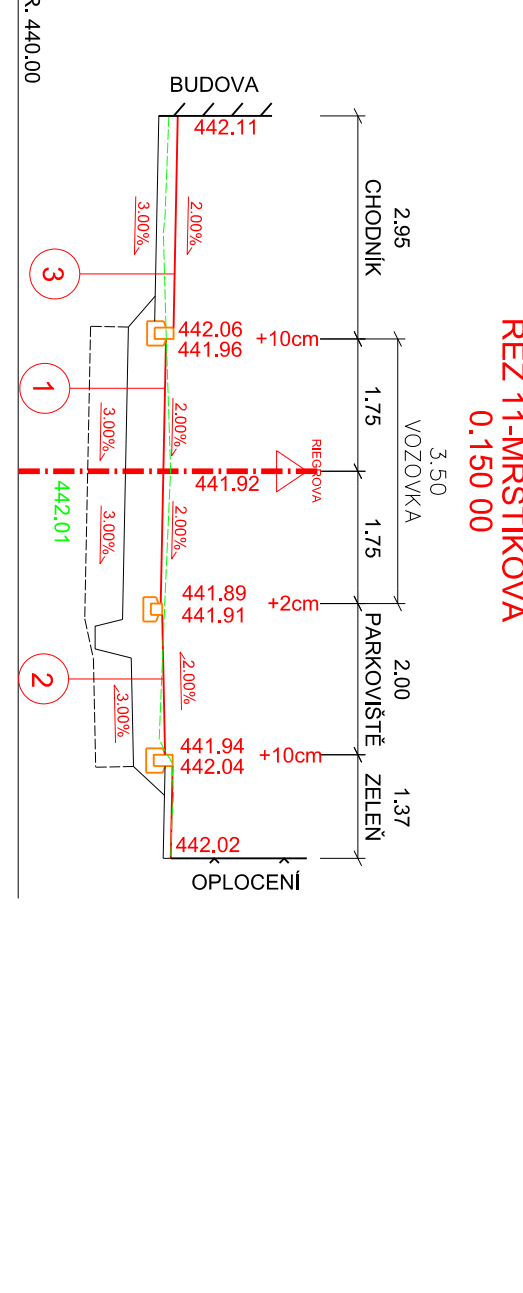 REZ 11-MRSTIKOVA
0.150 00
3.50
VOZOVKA
2.95
CHODNÍK
1.75
1.75
2.00
PARKOVIŠTĚ
1.37
ZELEŇ
BUDOVA
442.11
442.06
441.96
+10cm
RIEGROVA
441.92
441.89
441.91
+2cm
441.94
442.04
+10cm
442.02
OPLOCENÍ
2.00%
3.00%
2.00%
2.00%
2.00%
3.00%
3.00%
3.00%
3
1
2
442.01
R. 440.00